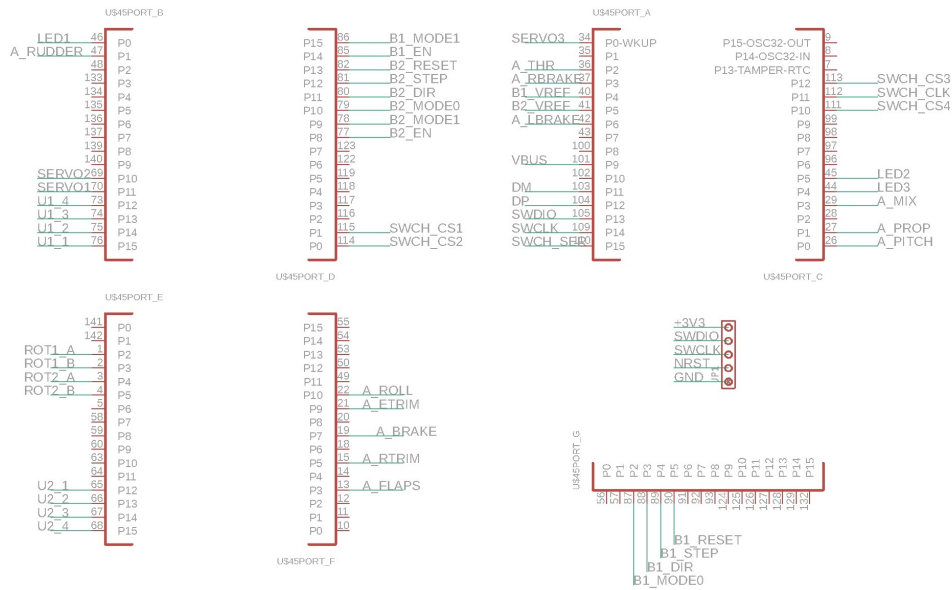 U$45PORT_B
LED1 46 P0
A_RUDDER 47 P1
48 P2
133 P3
134 P4
135 P5
136 P6
137 P7
139 P8
140 P9
SERVO2 69 P10
SERVO1 70 P11
U1_4 73 P12
U1_3 74 P13
U1_2 75 P14
U1_1 76 P15
P15 86 B1_MODE1
P14 85 B1_EN
P13 82 B2_RESET
P12 81 B2_STEP
P11 80 B2_DIR
P10 79 B2_MODE0
P9 78 B2_MODE1
P8 77 B2_EN
P7 123
P6 122
P5 119
P4 118
P3 117
P2 116
P1 115 SWCH_CS1
P0 114 SWCH_CS2
U$45PORT_D
U$45PORT_A
SERVO3 34 P0-WKUP
35 P1
A_THR 36 P2
A_RBRAKE 37 P3
B1_VREF 40 P4
B2_VREF 41 P5
A_LBRAKE 42 P6
43 P7
100 P8
VBUS 101 P9
102 P10
DM 103 P11
DP 104 P12
SWDIO 105 P13
SWCLK 109 P14
SWCH_SER 110 P15
P15-OSC32-OUT 9
P14-OSC32-IN 8
P13-TAMPER-RTC 7
P12 113 SWCH_CS3
P11 112 SWCH_CLK
P10 111 SWCH_CS4
P9 99
P8 98
P7 97
P6 96
P5 45 LED2
P4 44 LED3
P3 29 A_MIX
P2 28
P1 27 A_PROP
P0 26 A_PITCH
U$45PORT_C
U$45PORT_E
141 P0
142 P1
ROT1_A 1 P2
ROT1_B 2 P3
ROT2_A 3 P4
ROT2_B 4 P5
5 P6
58 P7
59 P8
60 P9
63 P10
64 P11
U2_1 65 P12
U2_2 66 P13
U2_3 67 P14
U2_4 68 P15
P15 55
P14 54
P13 53
P12 50
P11 49
P10 22 A_ROLL
P9 21 A_ETRIM
P8 20
P7 19 A_BRAKE
P6 18
P5 15 A_RTRIM
P4 14
P3 13 A_FLAPS
P2 12
P1 11
P0 10
U$45PORT_F
+3V3
SWDIO
SWCLK
NRST
GND
JP1
U$45PORT_G
P0 P1 P2 P3 P4 P5 P6 P7 P8 P9 P10 P11 P12 P13 P14 P15
56 57 87 88 89 90 91 92 93 124 125 126 127 128 129 132
B1_RESET
B1_STEP
B1_DIR
B1_MODE0